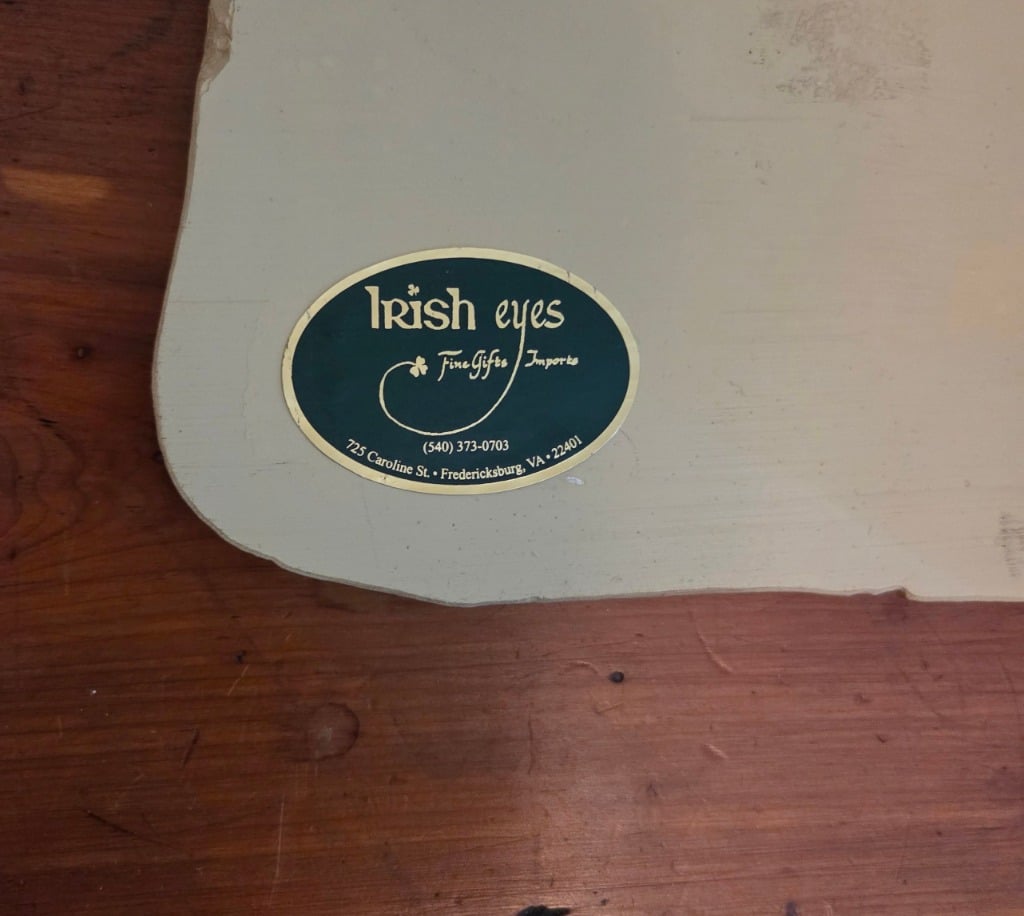 Irish eyes
Fine Gifts Imports
(540) 373-0703
725 Caroline St. • Fredericksburg, VA • 22401